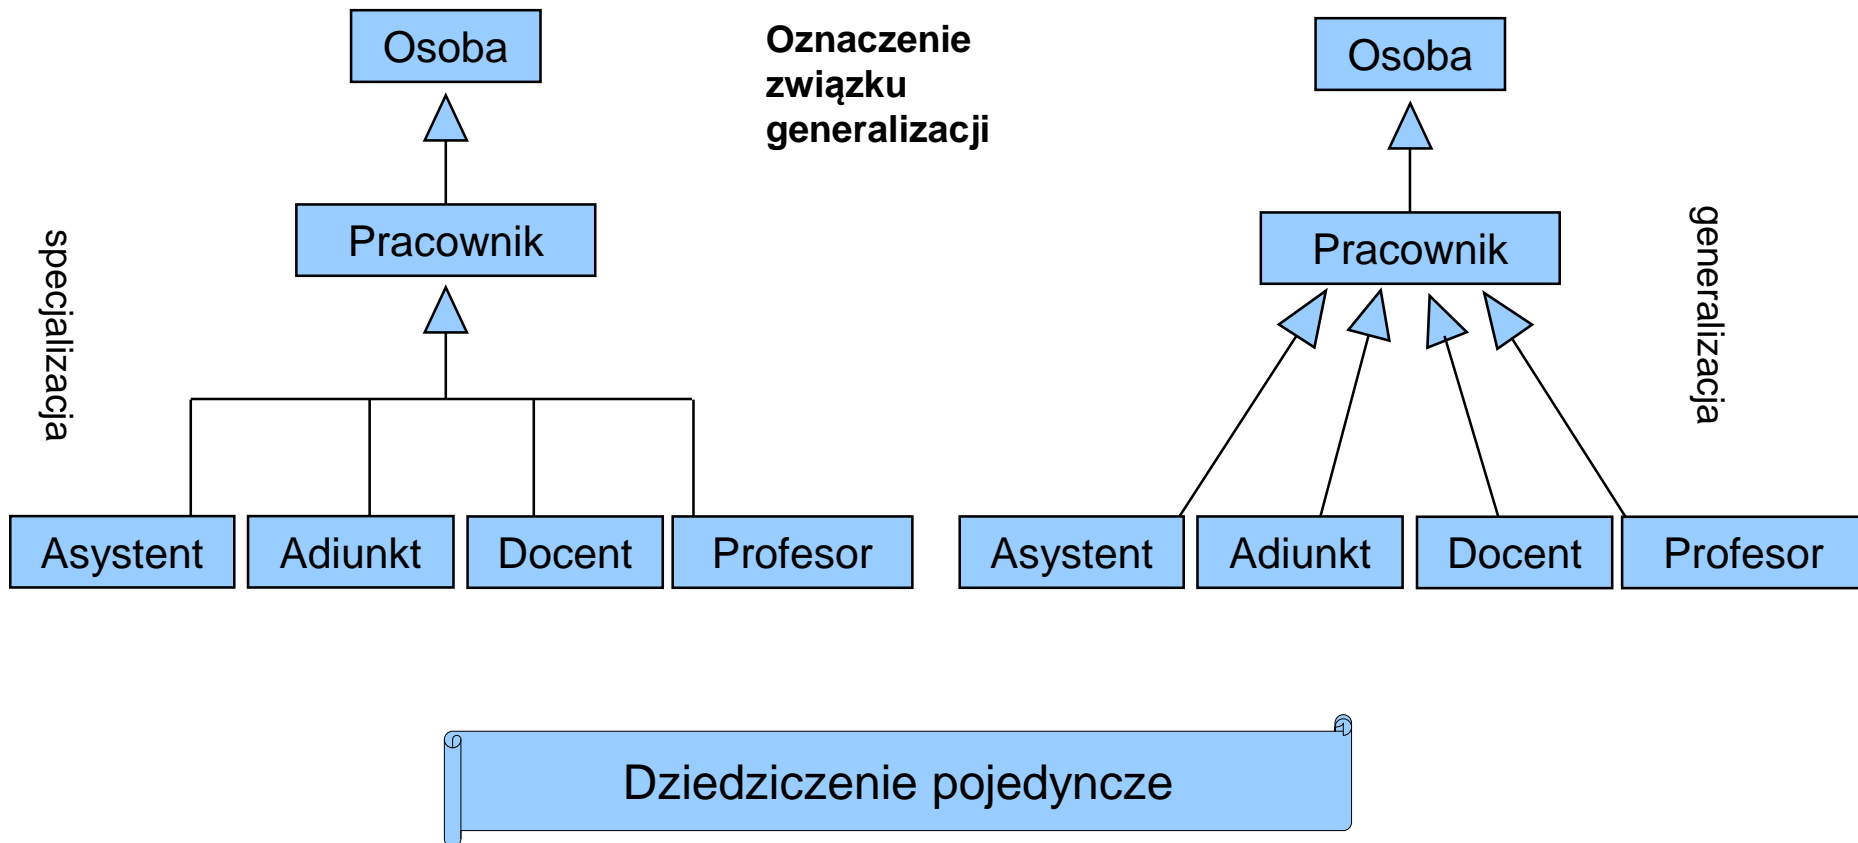 Osoba
Oznaczenie
związku
generalizacji
Osoba
Pracownik
Pracownik
specjalizacja
generalizacja
Asystent
Adiunkt
Docent
Profesor
Asystent
Adiunkt
Docent
Profesor
Dziedziczenie pojedyncze